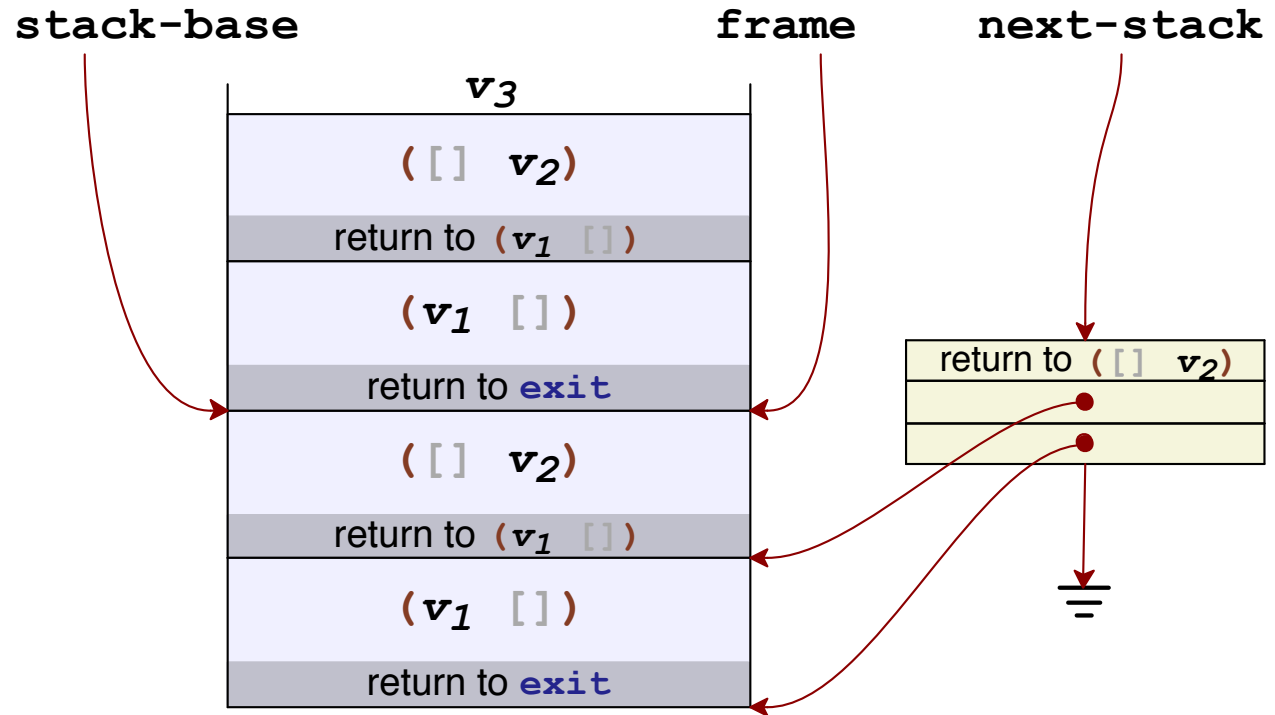 stack-base frame next-stack
v3
([] v2)
return to (v1 [])
(v1 [])
return to exit
([] v2)
return to (v1 [])
(v1 [])
return to exit
return to ([] v2)